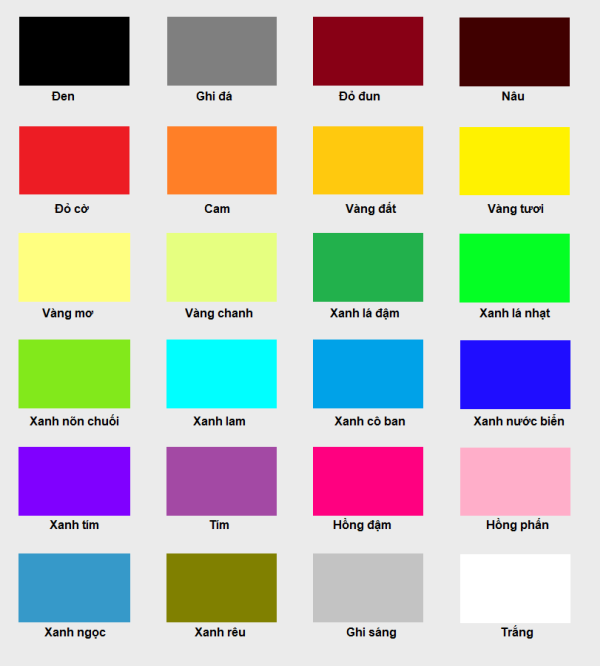 Đen
Ghi đá
Đỏ đun
Nâu
Đỏ cờ
Cam
Vàng đất
Vàng tươi
Vàng mơ
Vàng chanh
Xanh lá đậm
Xanh lá nhạt
Xanh nõn chuối
Xanh lam
Xanh cô ban
Xanh nước biển
Xanh tím
Tím
Hồng đậm
Hồng phấn
Xanh ngọc
Xanh rêu
Ghi sáng
Trắng